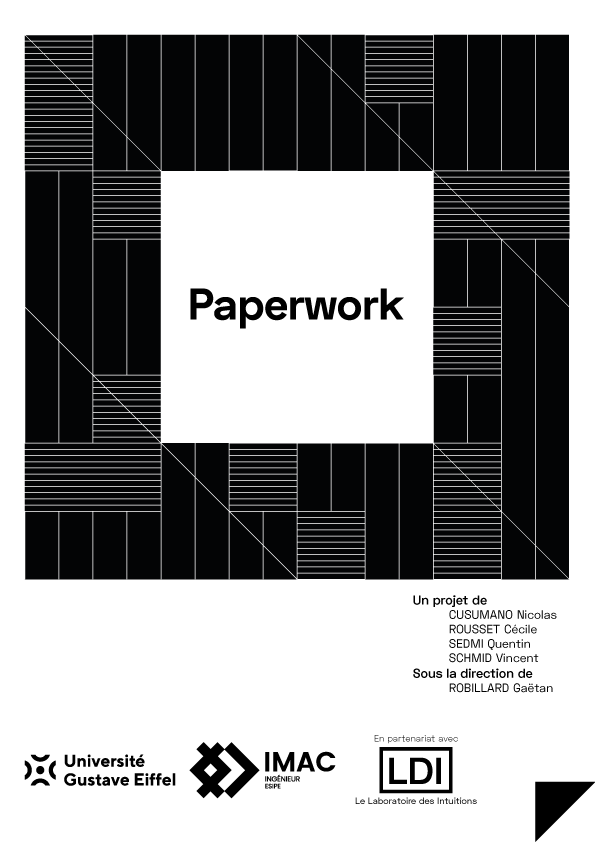 Paperwork
Un projet de
CUSUMANO Nicolas
ROUSSET Cécile
SEDMI Quentin
SCHMID Vincent
Sous la direction de
ROBILLARD Gaëtan
Université
Gustave Eiffel
IMAC
INGÉNIEUR
ESIPE
En partenariat avec
LDI
Le Laboratoire des Intuitions